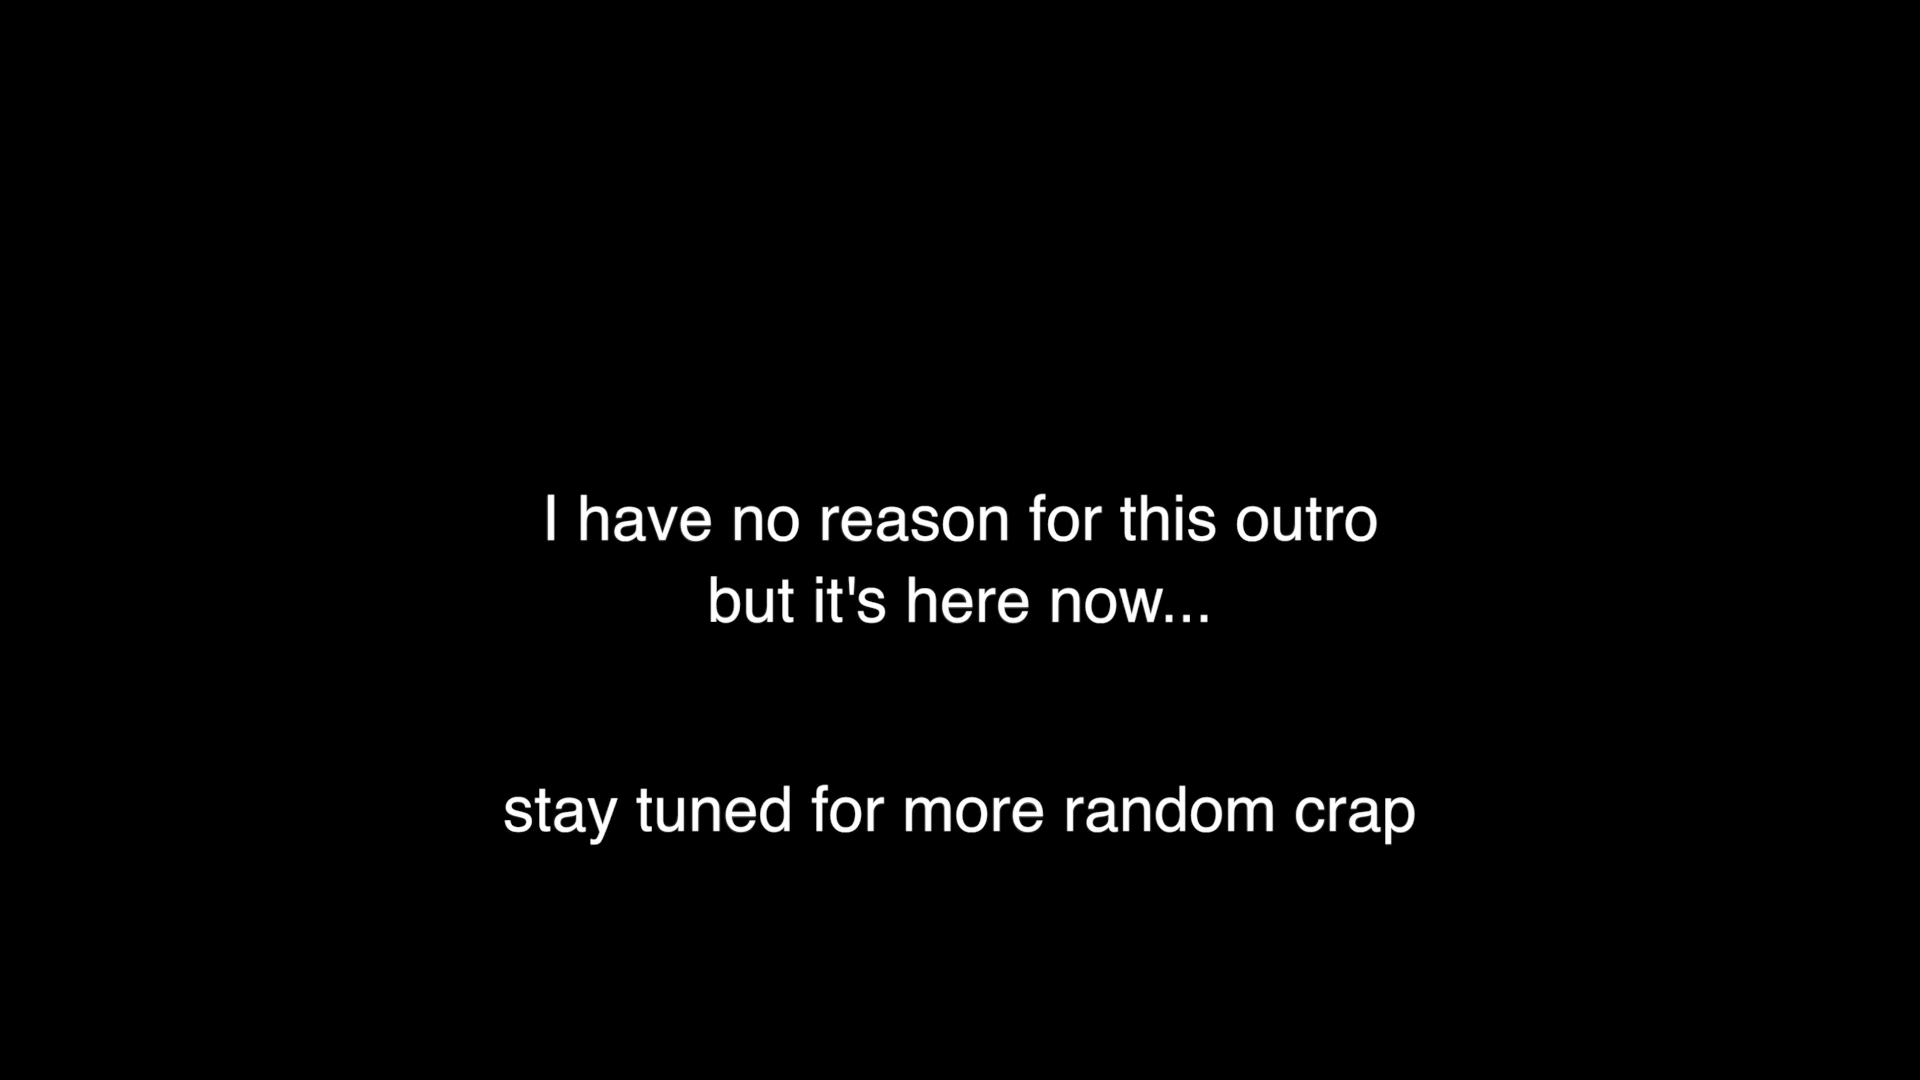 I have no reason for this outro
but it's here now...
stay tuned for more random crap